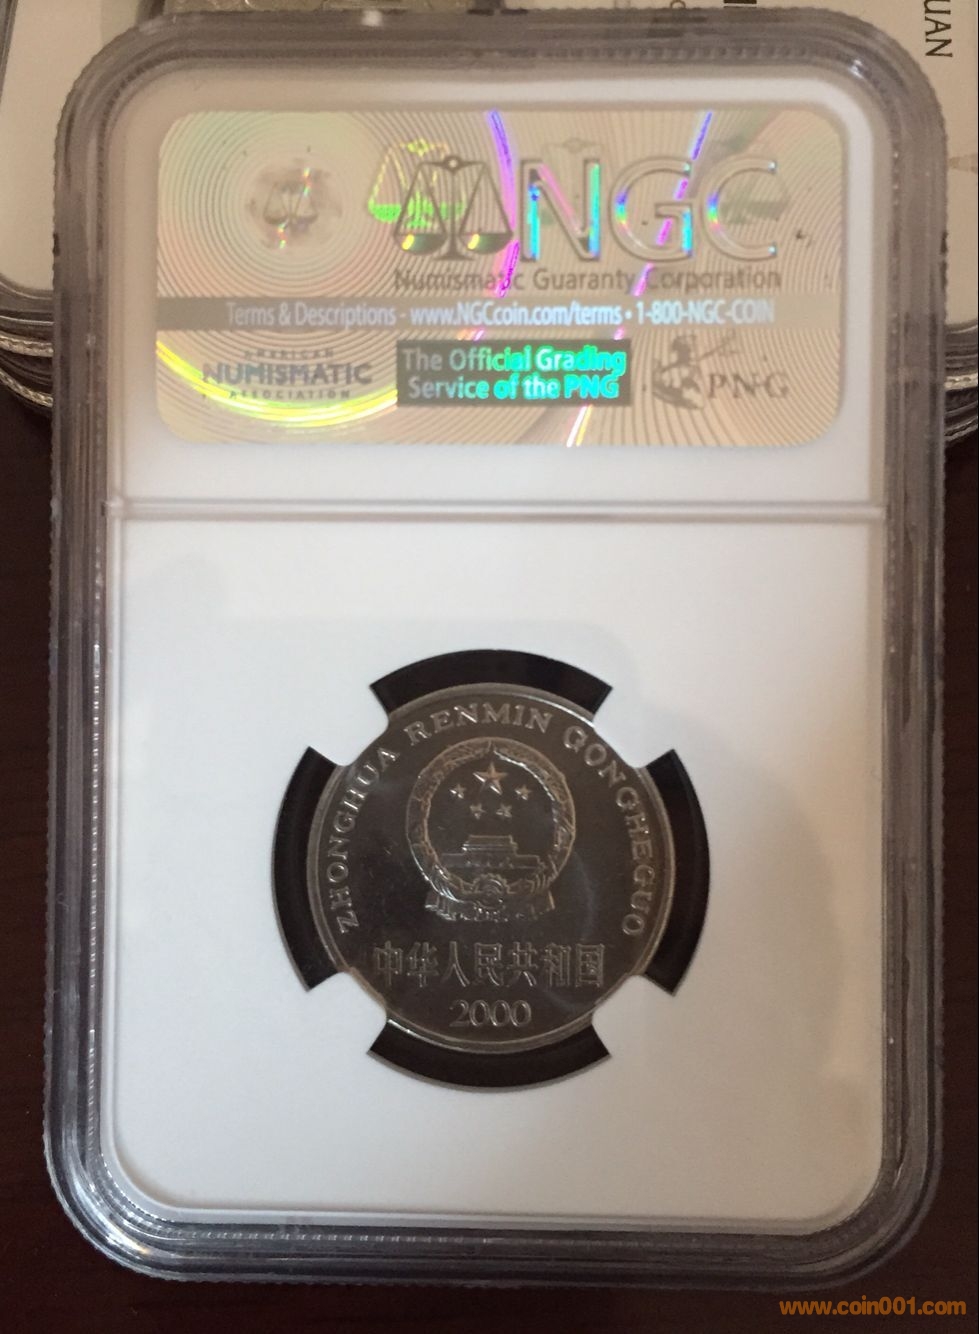 UAN
NGC
Numismatic Guaranty Corporation
Terms & Descriptions - www.NGCcoin.com/terms • 1-800-NGC-COIN
AMERICAN
NUMISMATIC
ASSOCIATION
The Official Grading
Service of the PNG
PNG
ZHONGHUA RENMIN GONGHEGUO
中华人民共和国
2000
www.coin001.com